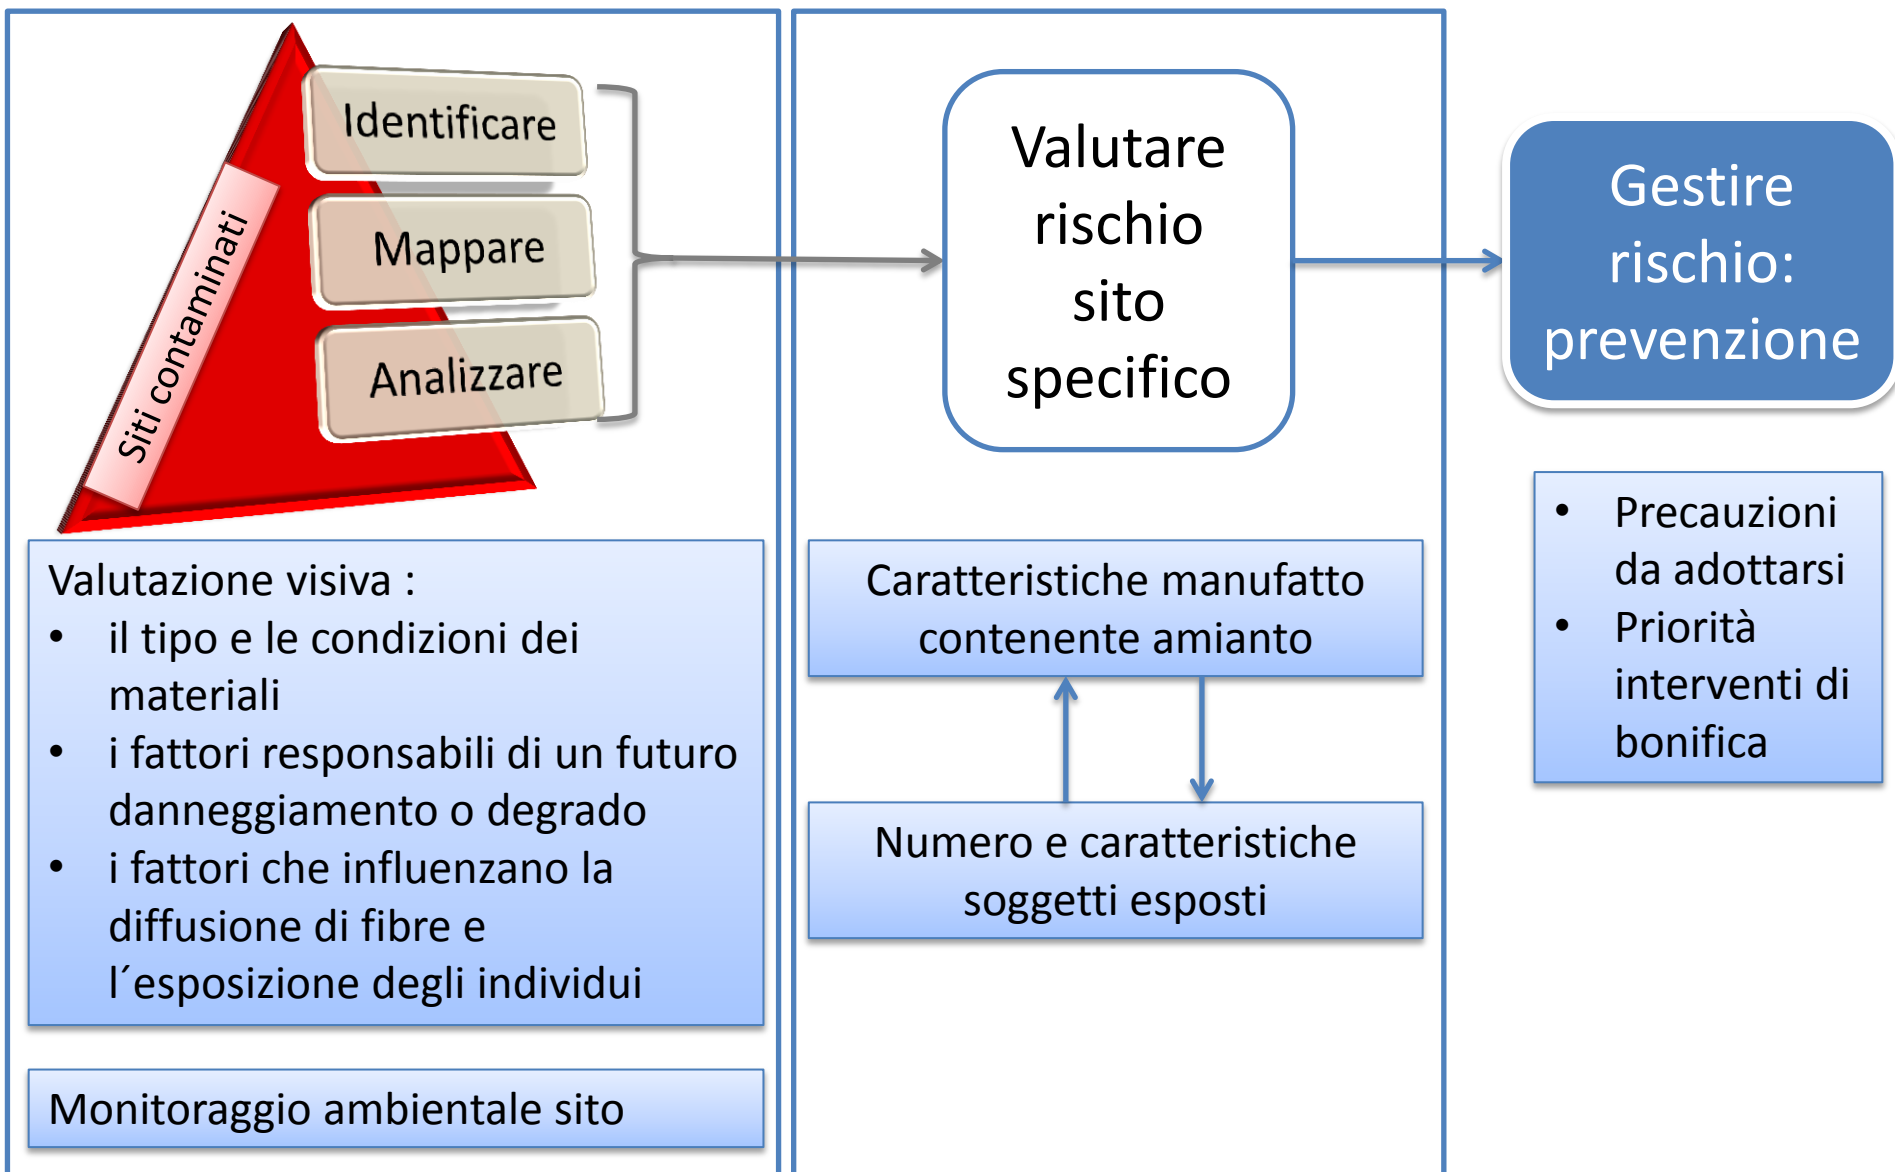 Siti contaminati
Identificare
Mappare
Analizzare
Valutazione visiva :
• il tipo e le condizioni dei
materiali
• i fattori responsabili di un futuro
danneggiamento o degrado
• i fattori che influenzano la
diffusione di fibre e
l´esposizione degli individui
Monitoraggio ambientale sito
Valutare
rischio
sito
specifico
Caratteristiche manufatto
contenente amianto
Numero e caratteristiche
soggetti esposti
Gestire
rischio:
prevenzione
• Precauzioni
da adottarsi
• Priorità
interventi di
bonifica